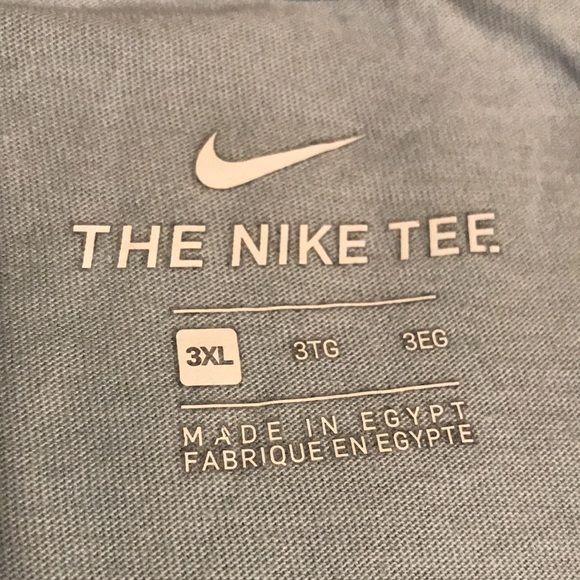 THE NIKE TEE.
3XL 3TG 3EG
MADE IN EGYPT
FABRIQUE EN EGYPTE